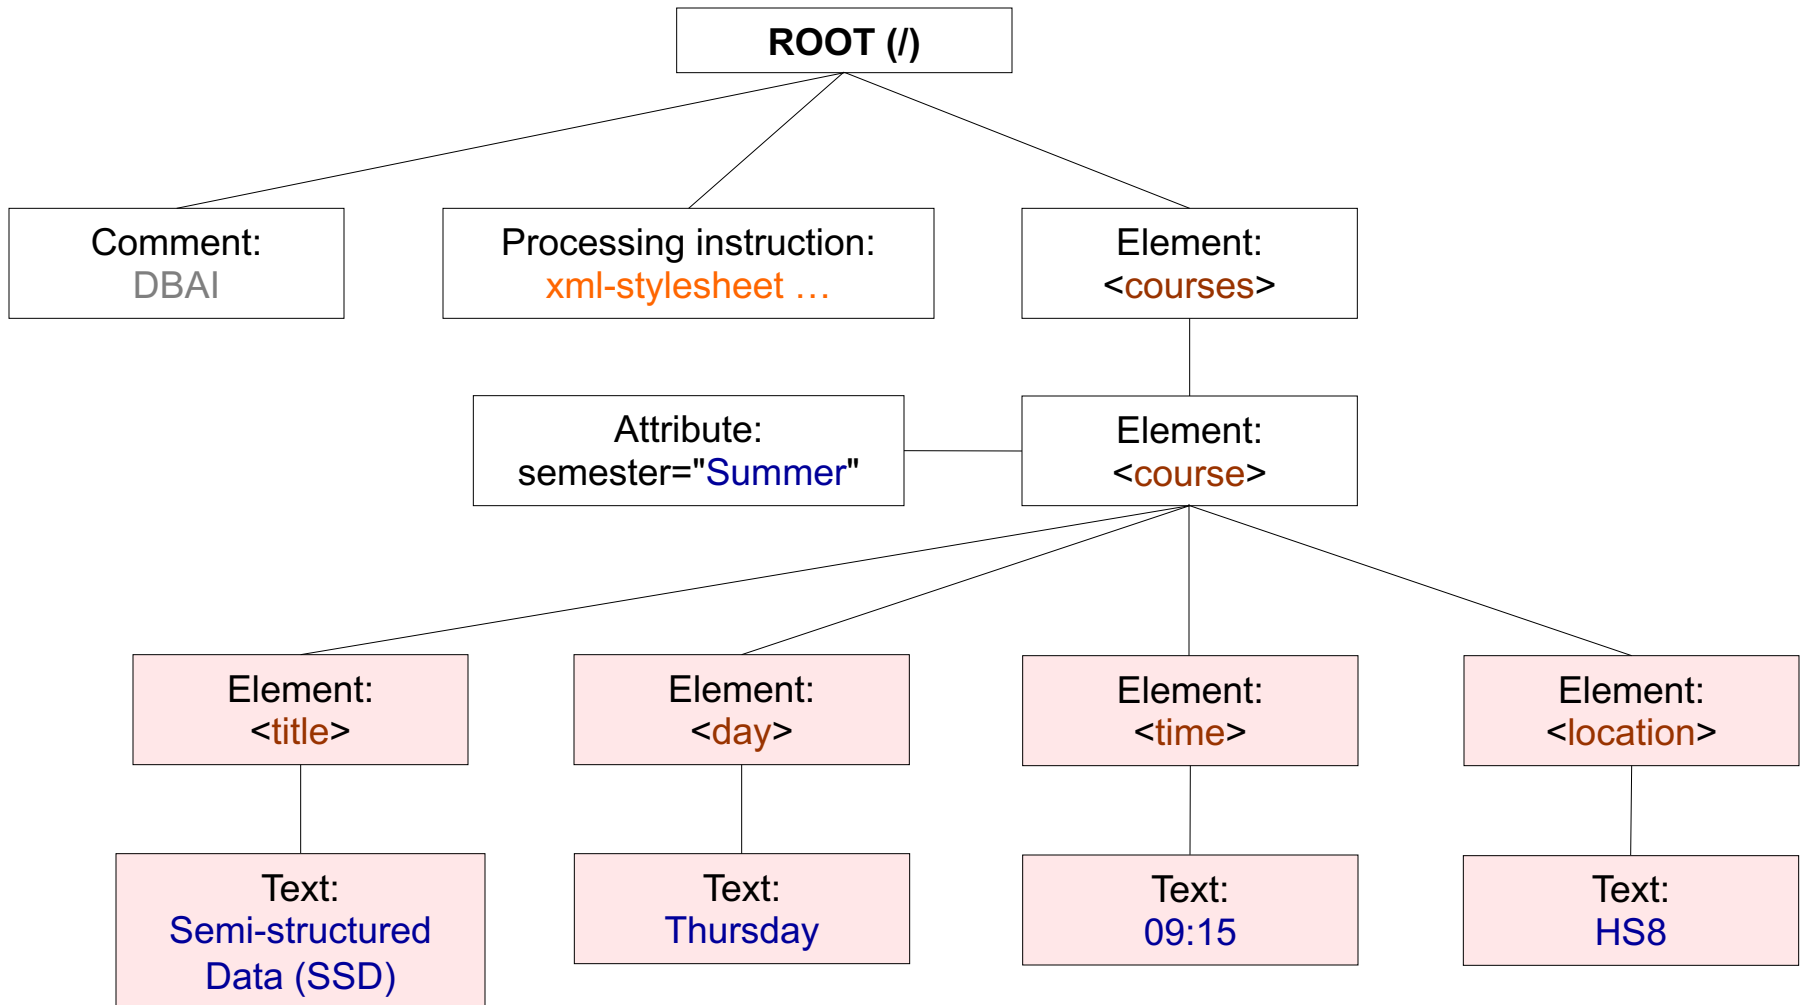 ROOT (/)
Comment:
DBAI
Processing instruction:
xml-stylesheet …
Element:
<courses>
Attribute:
semester="Summer"
Element:
<course>
Element:
<title>
Element:
<day>
Element:
<time>
Element:
<location>
Text:
Semi-structured
Data (SSD)
Text:
Thursday
Text:
09:15
Text:
HS8